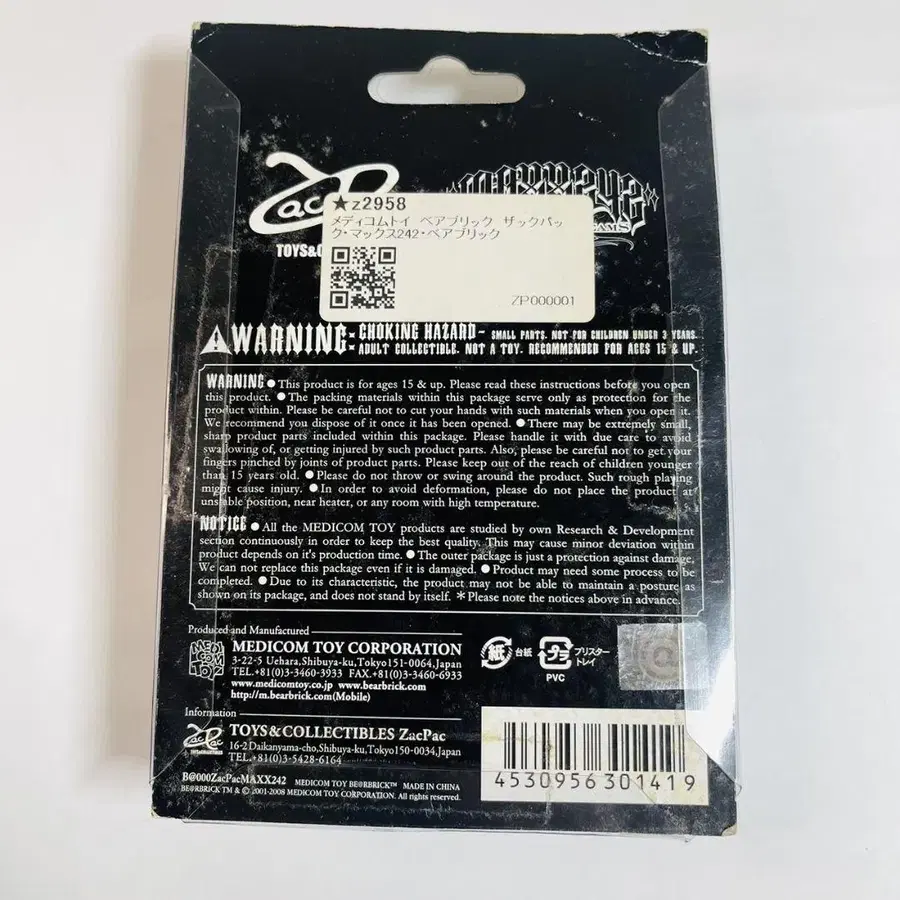 ZacP
MAXX242
TOYS&C
★z2958
メディコムトイ ベアブリック ザックパッ
ク・マックス242・ベアブリック
ZP000001
WARNING: CHOKING HAZARD- SMALL PARTS. NOT FOR CHILDREN UNDER 3 YEARS.
ADULT COLLECTIBLE. NOT A TOY. RECOMMENDED FOR AGES 15 & UP.
WARNING ● This product is for ages 15 & up. Please read these instructions before you open
this product. ● The packing materials within this package serve only as protection for the
product within. Please be careful not to cut your hands with such materials when you open it.
We recommend you dispose of it once it has been opened. ● There may be extremely small,
sharp product parts included within this package. Please handle it with due care to avoid
swallowing of, or getting injured by such product parts. Also, please be careful not to get your
fingers pinched by joints of product parts. Please keep out of the reach of children younger
than 15 years old. ● Please do not throw or swing around the product. Such rough playing
might cause injury. ● In order to avoid deformation, please do not place the product at
unstable position, near heater, or any room with high temperature.
NOTICE ● All the MEDICOM TOY products are studied by own Research & Development
section continuously in order to keep the best quality. This may cause minor deviation within
product depends on it's production time. ● The outer package is just a protection against damage,
We can not replace this package even if it is damaged. ● Product may need some process to be
completed. ● Due to its characteristic, the product may not be able to maintain a posture as
shown on its package, and does not stand by itself. ＊Please note the notices above in advance.
Produced and Manufactured
MEDI
COM
TOY
MEDICOM TOY CORPORATION
3-22-5 Uehara,Shibuya-ku,Tokyo151-0064,Japan
TEL.+81(0)3-3460-3933 FAX.+81(0)3-3460-6933
www.medicomtoy.co.jp www.bearbrick.com
http://m.bearbrick.com(Mobile)
紙 台紙
プラ ブリスター
トレイ
PVC
Information
ZacPac
TOYS&COLLECTIBLES ZacPac
16-2 Daikanyama-cho,Shibuya-ku,Tokyo150-0034,Japan
TEL.+81(0)3-5428-6164
B@000ZacPacMAXX242 MEDICOM TOY BE@RBRICK™ MADE IN CHINA
BE@RBRICK TM & © 2001-2008 MEDICOM TOY CORPORATION. All rights reserved.
4530956301419